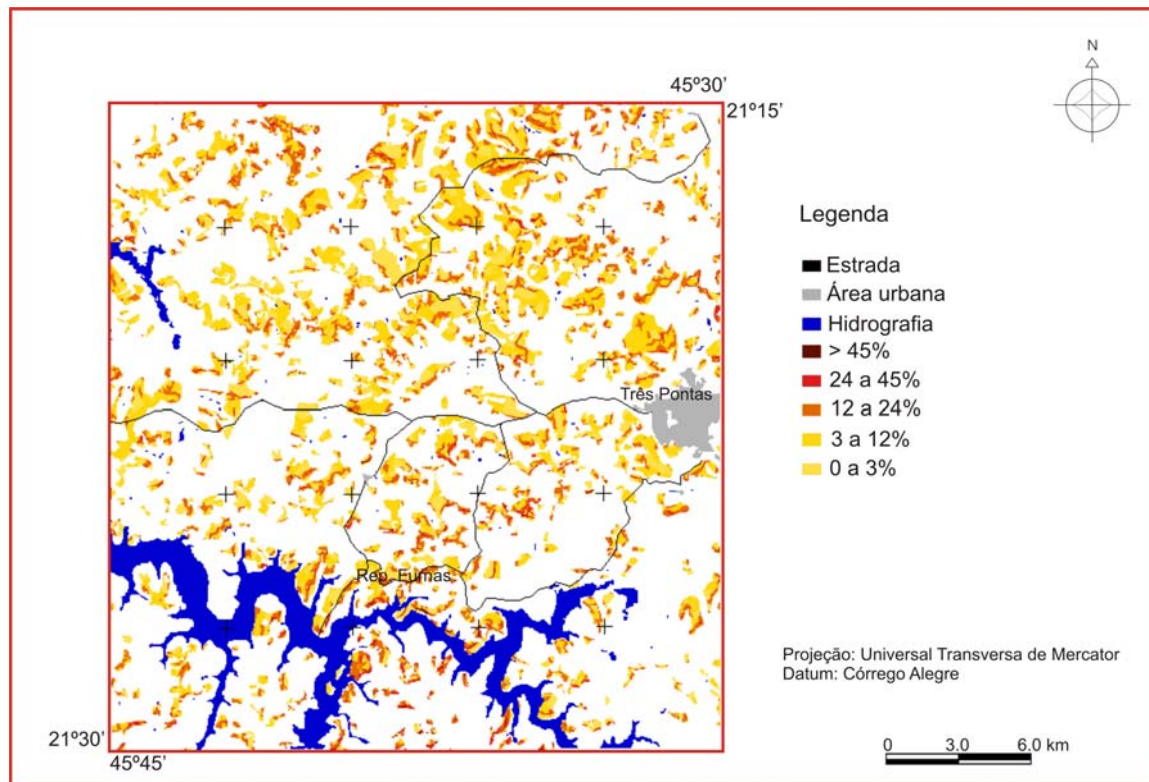 N
45º30’
21º15’
Legenda
Estrada
Área urbana
Hidrografia
> 45%
24 a 45%
12 a 24%
3 a 12%
0 a 3%
Três Pontas
Rep. Furnas
Projeção: Universal Transversa de Mercator
Datum: Córrego Alegre
21º30’
45º45’
0 3.0 6.0 km